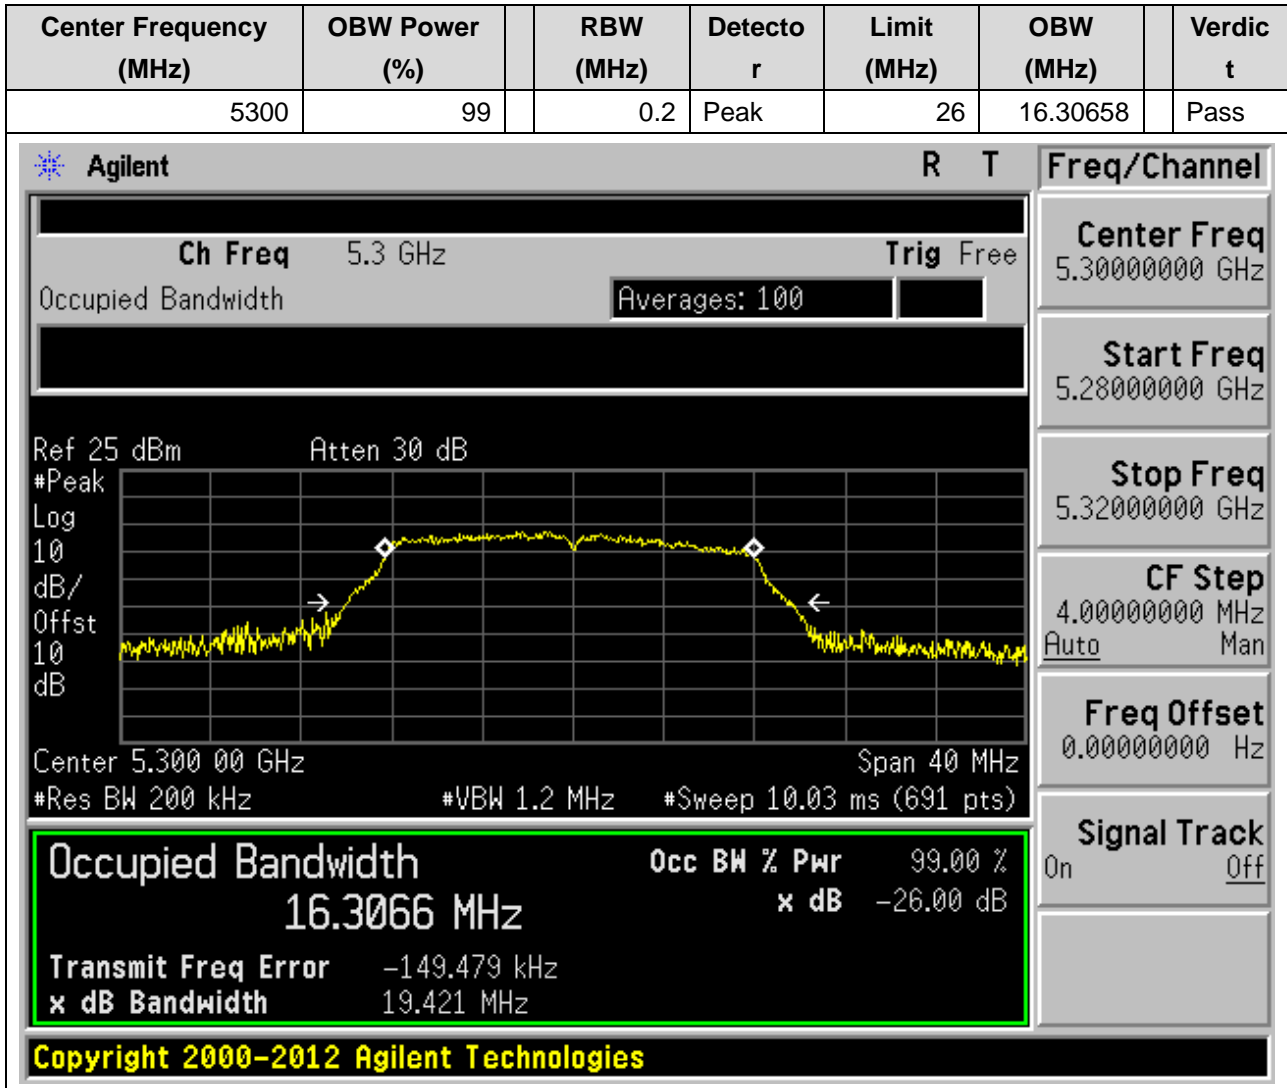 Center Frequency (MHz) OBW Power (%) RBW (MHz) Detector Limit (MHz) OBW (MHz) Verdict
5300 99 0.2 Peak 26 16.30658 Pass
Agilent R T Freq/Channel
Ch Freq 5.3 GHz Trig Free
Occupied Bandwidth Averages: 100
Center Freq
5.30000000 GHz
Start Freq
5.28000000 GHz
Stop Freq
5.32000000 GHz
CF Step
4.00000000 MHz
Auto Man
Freq Offset
0.00000000 Hz
Signal Track
On Off
Ref 25 dBm Atten 30 dB
#Peak
Log
10
dB/
Offst
10
dB
Center 5.300 00 GHz Span 40 MHz
#Res BW 200 kHz #VBW 1.2 MHz #Sweep 10.03 ms (691 pts)
Occupied Bandwidth Occ BW % Pwr 99.00 %
16.3066 MHz x dB -26.00 dB
Transmit Freq Error -149.479 kHz
x dB Bandwidth 19.421 MHz
Copyright 2000-2012 Agilent Technologies